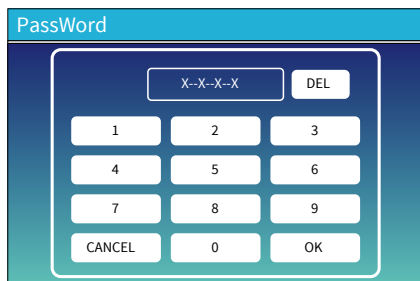 PassWord
X--X--X--X DEL
1 2 3
4 5 6
7 8 9
CANCEL 0 OK